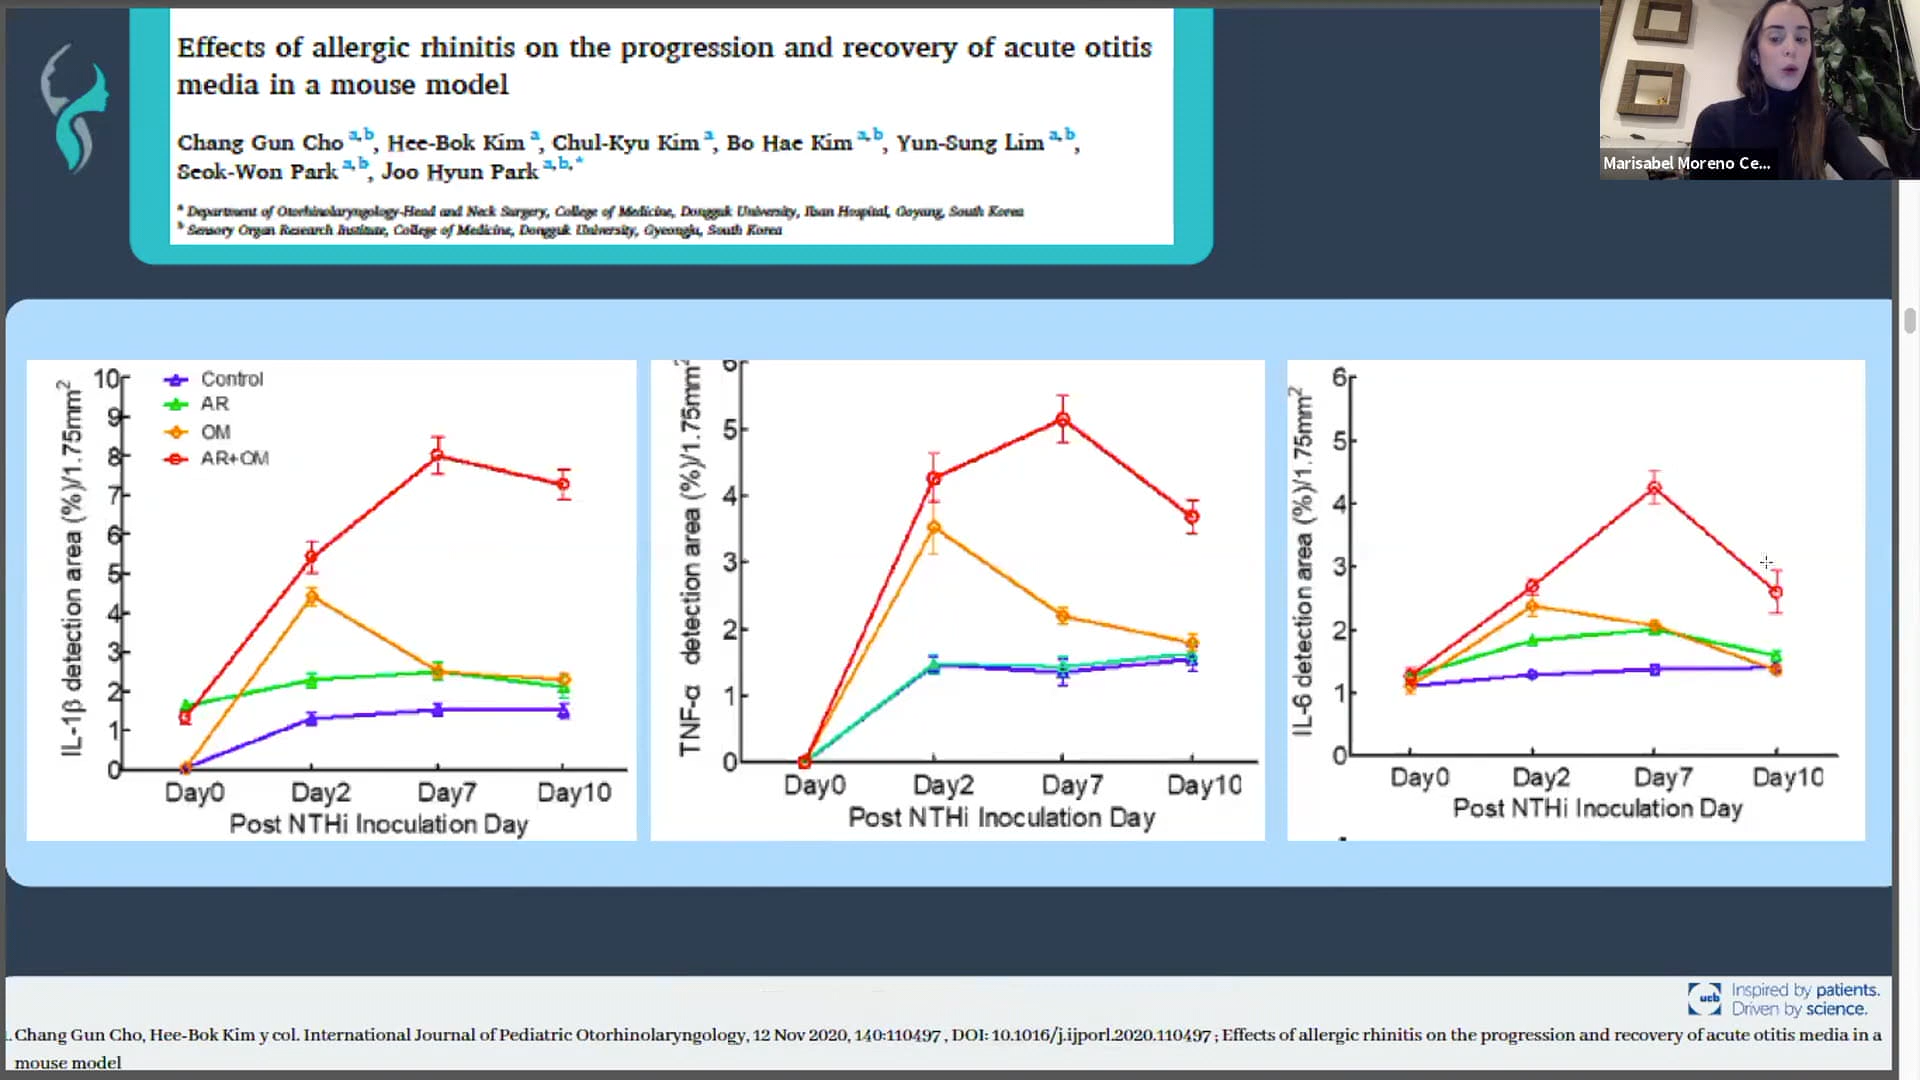 Effects of allergic rhinitis on the progression and recovery of acute otitis
media in a mouse model
Chang Gun Cho a,b, Hee-Bok Kim a, Chul-Kyu Kim a, Bo Hae Kim a,b, Yun-Sung Lim a,b,
Seok-Won Park a,b, Joo Hyun Park a,b,*
a Department of Otorhinolaryngology-Head and Neck Surgery, College of Medicine, Dongguk University, Ilsan Hospital, Goyang, South Korea
b Sensory Organ Research Institute, College of Medicine, Dongguk University, Gyeongju, South Korea
Marisabel Moreno Ce...
IL-1β detection area (%)/1.75mm²
10
9
8
7
6
5
4
3
2
1
0
Control
AR
OM
AR+OM
Day0 Day2 Day7 Day10
Post NTHi Inoculation Day
TNF-α detection area (%)/1.75mm²
6
5
4
3
2
1
0
Day0 Day2 Day7 Day10
Post NTHi Inoculation Day
IL-6 detection area (%)/1.75mm²
6
5
4
3
2
1
0
Day0 Day2 Day7 Day10
Post NTHi Inoculation Day
ucb
Inspired by patients.
Driven by science.
. Chang Gun Cho, Hee-Bok Kim y col. International Journal of Pediatric Otorhinolaryngology, 12 Nov 2020, 140:110497 , DOI: 10.1016/j.ijporl.2020.110497 ; Effects of allergic rhinitis on the progression and recovery of acute otitis media in a
mouse model